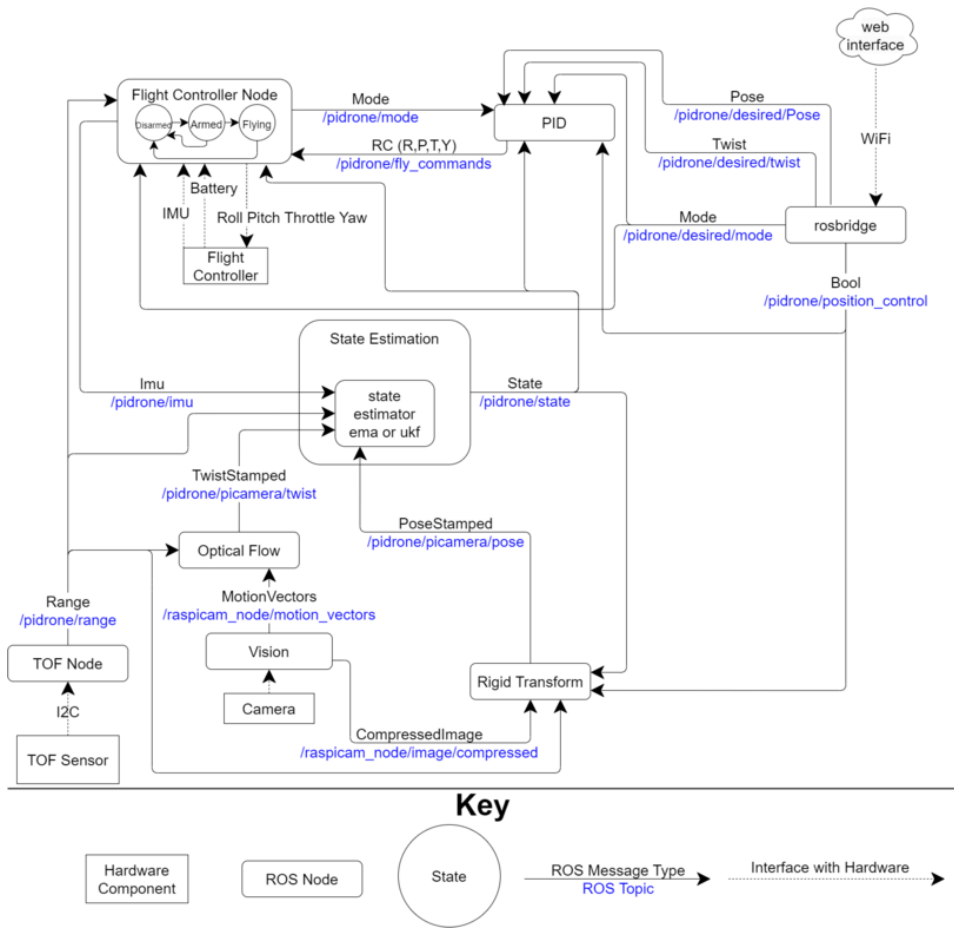 web
interface
Flight Controller Node
Disarmed
Armed
Flying
Mode
/pidrone/mode
PID
RC (R,P,T,Y)
/pidrone/fly_commands
Pose
/pidrone/desired/Pose
Twist
/pidrone/desired/twist
WiFi
Battery
IMU
Roll Pitch Throttle Yaw
Mode
/pidrone/desired/mode
rosbridge
Flight
Controller
Bool
/pidrone/position_control
State Estimation
Imu
/pidrone/imu
state
estimator
ema or ukf
State
/pidrone/state
TwistStamped
/pidrone/picamera/twist
PoseStamped
/pidrone/picamera/pose
Optical Flow
MotionVectors
/raspicam_node/motion_vectors
Range
/pidrone/range
TOF Node
Vision
Rigid Transform
I2C
Camera
CompressedImage
/raspicam_node/image/compressed
TOF Sensor
Key
Hardware
Component
ROS Node
State
ROS Message Type
ROS Topic
Interface with Hardware